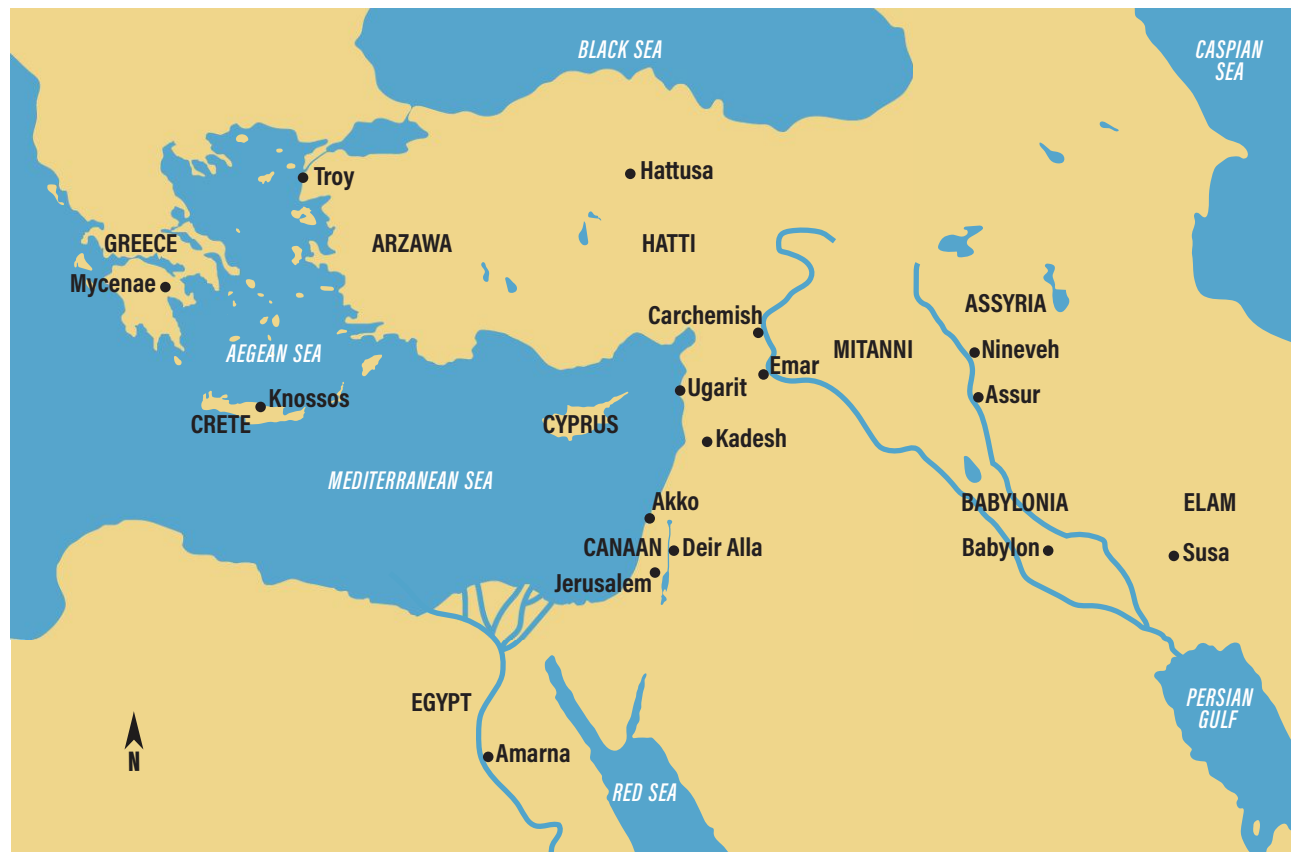 BLACK SEA
CASPIAN
SEA
Troy
Hattusa
GREECE
ARZAWA
HATTI
Mycenae
ASSYRIA
Carchemish
AEGEAN SEA
MITANNI
Nineveh
Emar
Ugarit
Knossos
Assur
CRETE
CYPRUS
Kadesh
MEDITERRANEAN SEA
Akko
BABYLONIA
ELAM
CANAAN
Deir Alla
Babylon
Susa
Jerusalem
EGYPT
PERSIAN
GULF
Amarna
N
RED SEA